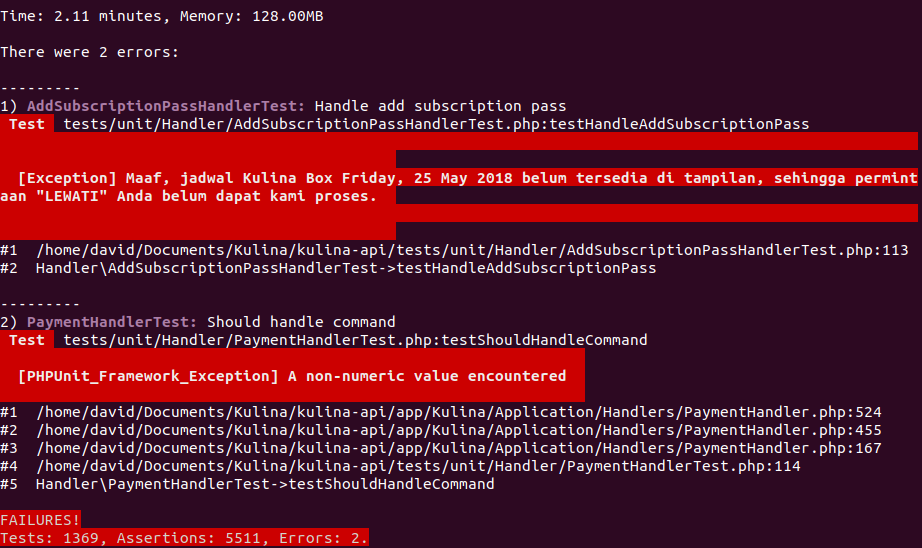 Time: 2.11 minutes, Memory: 128.00MB
There were 2 errors:
---------
1) AddSubscriptionPassHandlerTest: Handle add subscription pass
Test tests/unit/Handler/AddSubscriptionPassHandlerTest.php:testHandleAddSubscriptionPass
[Exception] Maaf, jadwal Kulina Box Friday, 25 May 2018 belum tersedia di tampilan, sehingga permint
aan "LEWATI" Anda belum dapat kami proses.
#1 /home/david/Documents/Kulina/kulina-api/tests/unit/Handler/AddSubscriptionPassHandlerTest.php:113
#2 Handler\AddSubscriptionPassHandlerTest->testHandleAddSubscriptionPass
---------
2) PaymentHandlerTest: Should handle command
Test tests/unit/Handler/PaymentHandlerTest.php:testShouldHandleCommand
[PHPUnit_Framework_Exception] A non-numeric value encountered
#1 /home/david/Documents/Kulina/kulina-api/app/Kulina/Application/Handlers/PaymentHandler.php:524
#2 /home/david/Documents/Kulina/kulina-api/app/Kulina/Application/Handlers/PaymentHandler.php:455
#3 /home/david/Documents/Kulina/kulina-api/app/Kulina/Application/Handlers/PaymentHandler.php:167
#4 /home/david/Documents/Kulina/kulina-api/tests/unit/Handler/PaymentHandlerTest.php:114
#5 Handler\PaymentHandlerTest->testShouldHandleCommand
FAILURES!
Tests: 1369, Assertions: 5511, Errors: 2.